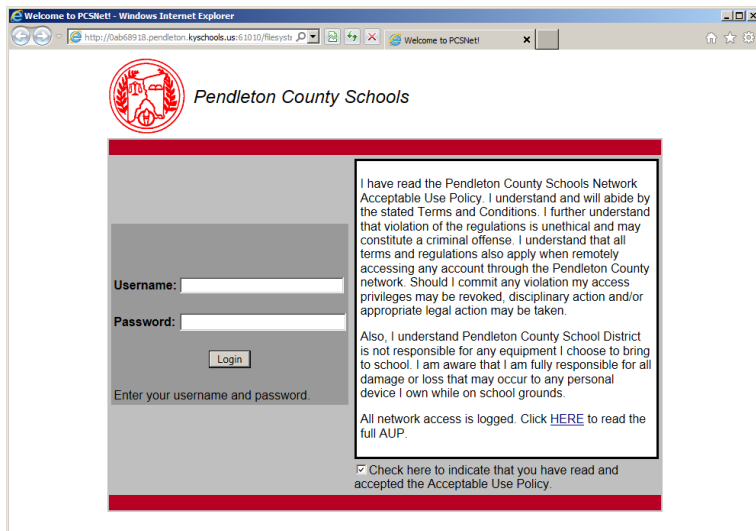 Welcome to PCSNet! - Windows Internet Explorer
http://0ab68918.pendleton.kyschools.us:61010/filesyste
Welcome to PCSNet!
Pendleton County Schools
Username:
Password:
Login
Enter your username and password.
I have read the Pendleton County Schools Network
Acceptable Use Policy. I understand and will abide by
the stated Terms and Conditions. I further understand
that violation of the regulations is unethical and may
constitute a criminal offense. I understand that all
terms and regulations also apply when remotely
accessing any account through the Pendleton County
network. Should I commit any violation my access
privileges may be revoked, disciplinary action and/or
appropriate legal action may be taken.
Also, I understand Pendleton County School District
is not responsible for any equipment I choose to bring
to school. I am aware that I am fully responsible for all
damage or loss that may occur to any personal
device I own while on school grounds.
All network access is logged. Click HERE to read the
full AUP.
Check here to indicate that you have read and
accepted the Acceptable Use Policy.